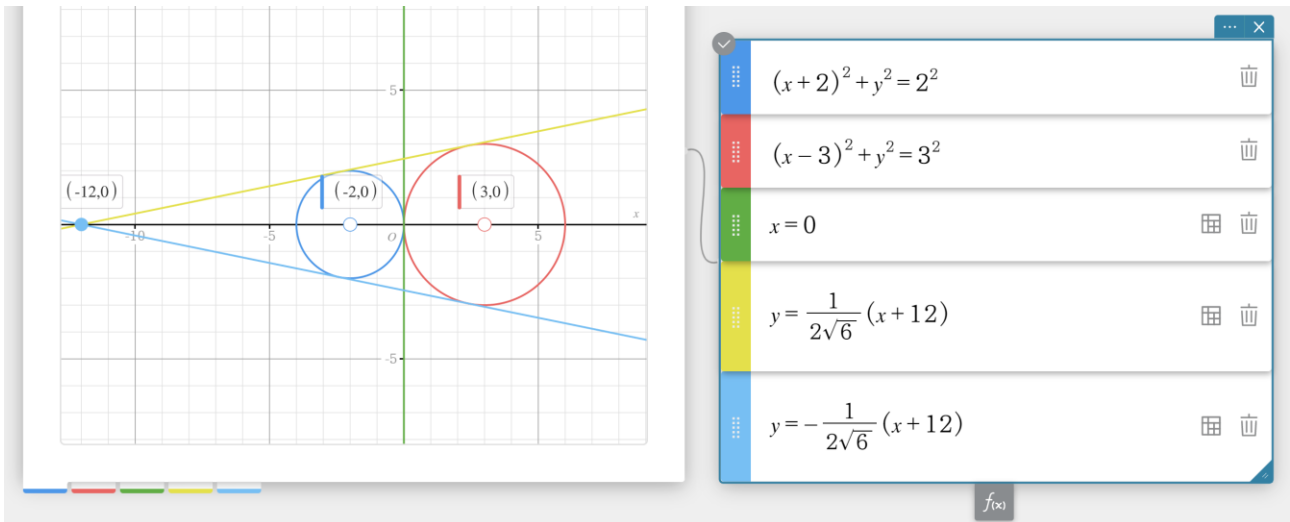 5
(-12,0)
(-2,0)
(3,0)
x
-10
-5
O
5
-5
...
(x+2)²+y²=2²
(x−3)²+y²=3²
x=0
y=1/(2√6)(x+12)
y=−1/(2√6)(x+12)
f(x)